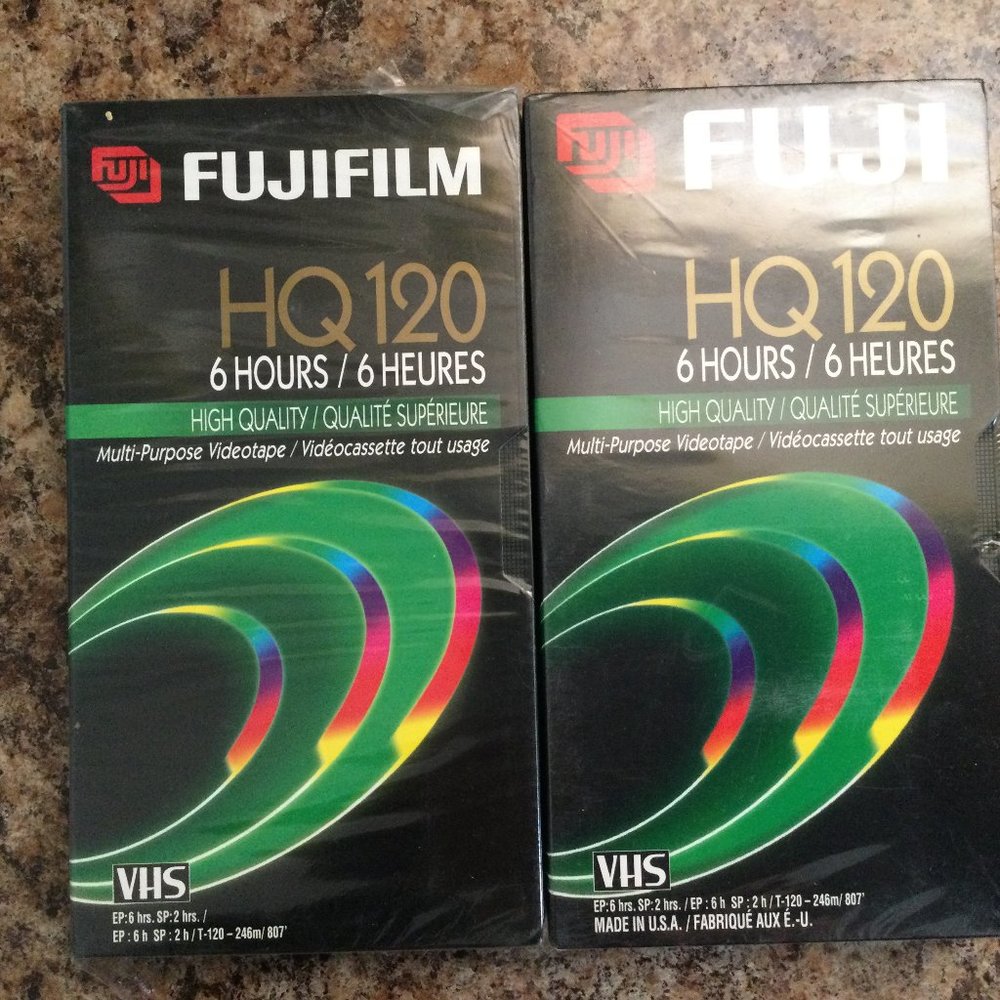 FUJI FUJIFILM
HQ 120
6 HOURS / 6 HEURES
HIGH QUALITY / QUALITÉ SUPÉRIEURE
Multi-Purpose Videotape / Vidéocassette tout usage
VHS
EP: 6 hrs. SP: 2 hrs. /
EP : 6 h SP : 2 h / T-120 – 246m/ 807'
FUJI FUJI
HQ 120
6 HOURS / 6 HEURES
HIGH QUALITY / QUALITÉ SUPÉRIEURE
Multi-Purpose Videotape / Vidéocassette tout usage
VHS
EP: 6 hrs. SP: 2 hrs. / EP : 6 h SP : 2 h / T-120 – 246m/ 807'
MADE IN U.S.A. / FABRIQUÉ AUX É.-U.